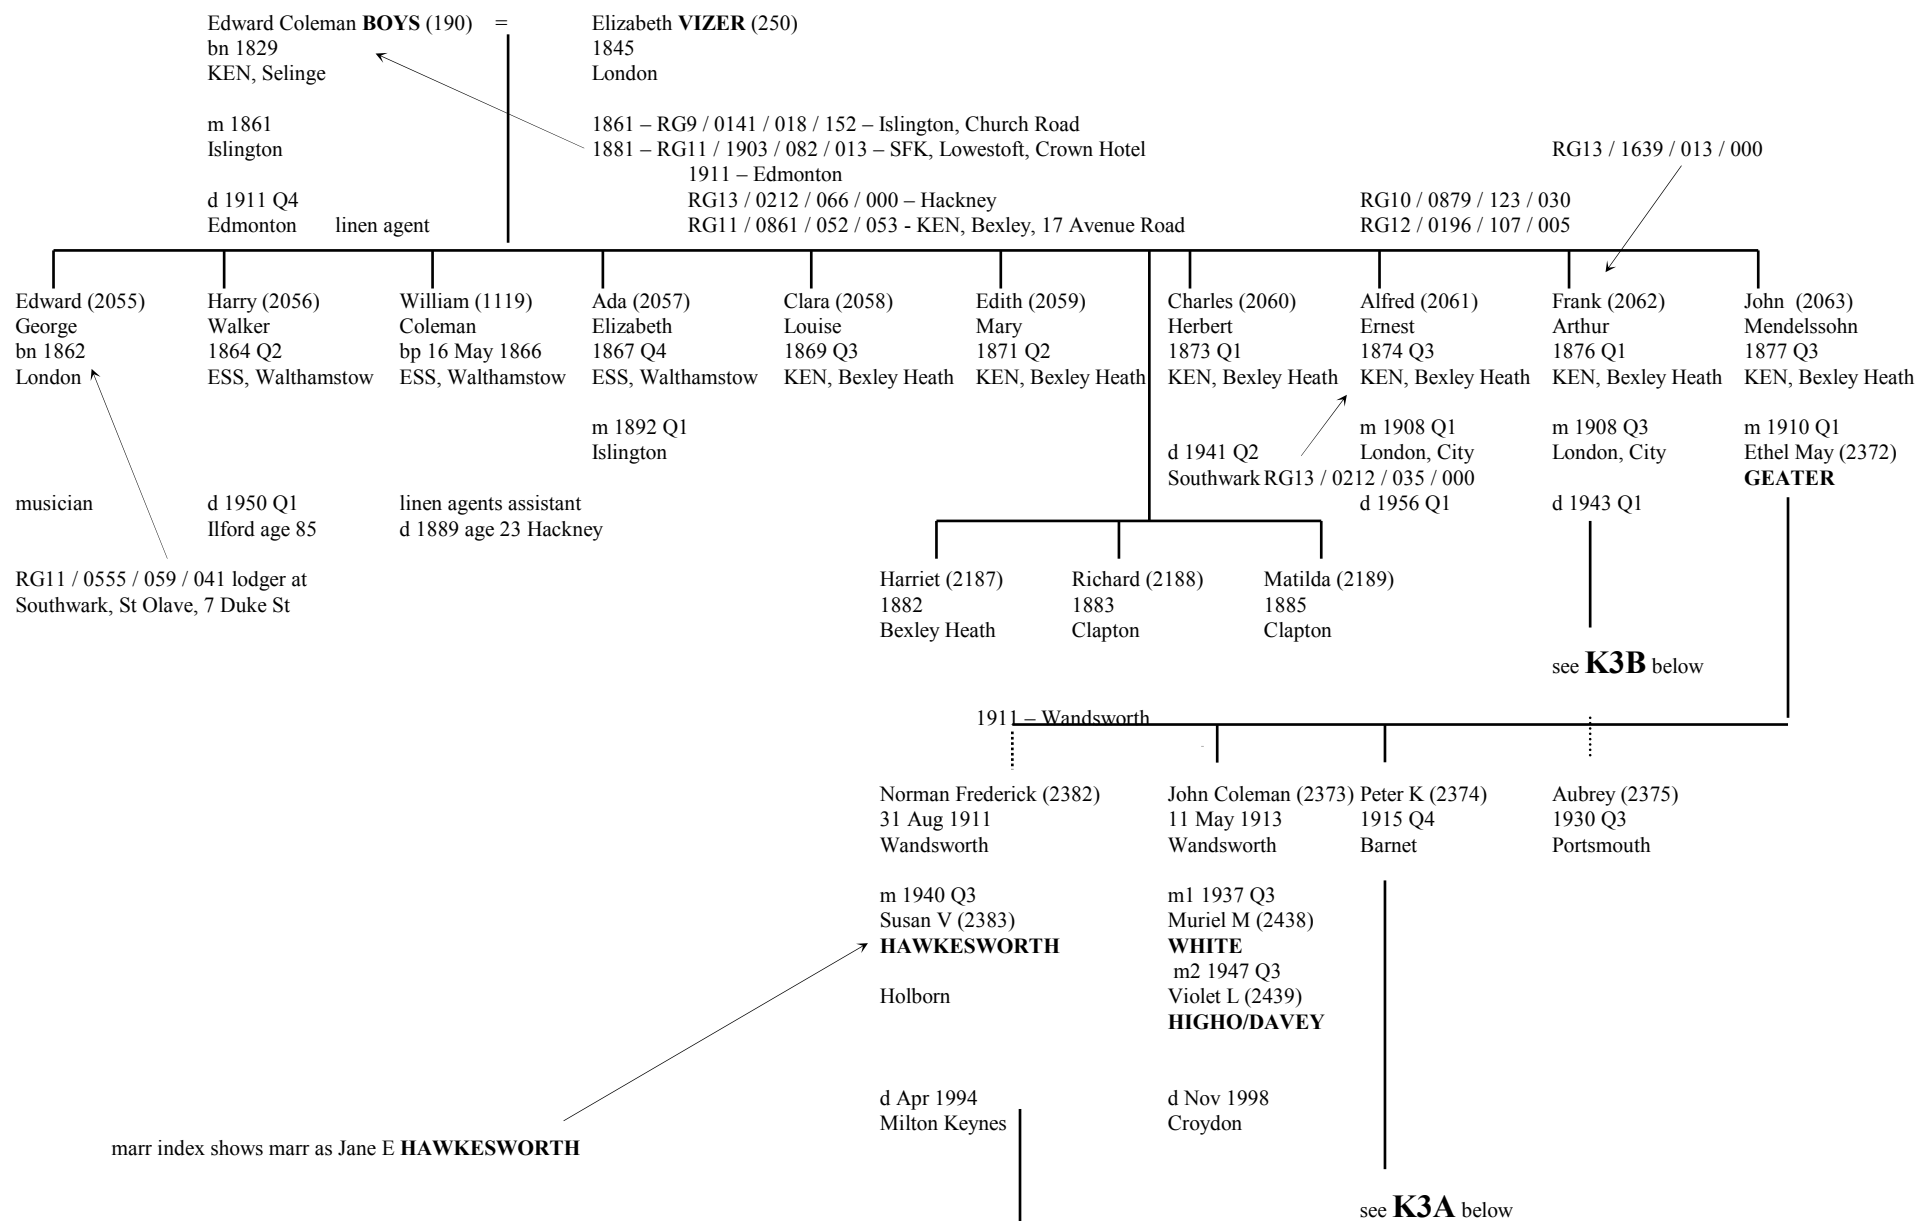 Edward Coleman BOYS (190) =
bn 1829
KEN, Selinge
m 1861
Islington
d 1911 Q4
Edmonton linen agent
Elizabeth VIZER (250)
1845
London
1861 – RG9 / 0141 / 018 / 152 – Islington, Church Road
1881 – RG11 / 1903 / 082 / 013 – SFK, Lowestoft, Crown Hotel
1911 – Edmonton
RG13 / 0212 / 066 / 000 – Hackney
RG11 / 0861 / 052 / 053 - KEN, Bexley, 17 Avenue Road
RG10 / 0879 / 123 / 030
RG12 / 0196 / 107 / 005
RG13 / 1639 / 013 / 000
Edward (2055)
George
bn 1862
London
musician
RG11 / 0555 / 059 / 041 lodger at
Southwark, St Olave, 7 Duke St
Harry (2056)
Walker
1864 Q2
ESS, Walthamstow
d 1950 Q1
Ilford age 85
William (1119)
Coleman
bp 16 May 1866
ESS, Walthamstow
linen agents assistant
d 1889 age 23 Hackney
Ada (2057)
Elizabeth
1867 Q4
ESS, Walthamstow
m 1892 Q1
Islington
Clara (2058)
Louise
1869 Q3
KEN, Bexley Heath
Edith (2059)
Mary
1871 Q2
KEN, Bexley Heath
Charles (2060)
Herbert
1873 Q1
KEN, Bexley Heath
d 1941 Q2
Southwark
Alfred (2061)
Ernest
1874 Q3
KEN, Bexley Heath
m 1908 Q1
London, City
RG13 / 0212 / 035 / 000
d 1956 Q1
Frank (2062)
Arthur
1876 Q1
KEN, Bexley Heath
m 1908 Q3
London, City
d 1943 Q1
see K3B below
John (2063)
Mendelssohn
1877 Q3
KEN, Bexley Heath
m 1910 Q1
Ethel May (2372)
GEATER
Harriet (2187)
1882
Bexley Heath
Richard (2188)
1883
Clapton
Matilda (2189)
1885
Clapton
1911 – Wandsworth
Norman Frederick (2382)
31 Aug 1911
Wandsworth
m 1940 Q3
Susan V (2383)
HAWKESWORTH
Holborn
d Apr 1994
Milton Keynes
marr index shows marr as Jane E HAWKESWORTH
John Coleman (2373)
11 May 1913
Wandsworth
m1 1937 Q3
Muriel M (2438)
WHITE
m2 1947 Q3
Violet L (2439)
HIGHO/DAVEY
d Nov 1998
Croydon
Peter K (2374)
1915 Q4
Barnet
see K3A below
Aubrey (2375)
1930 Q3
Portsmouth